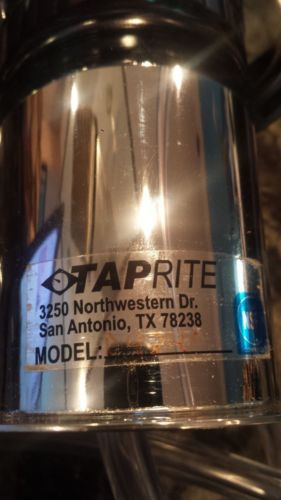 TAPRITE
3250 Northwestern Dr.
San Antonio, TX 78238
MODEL: